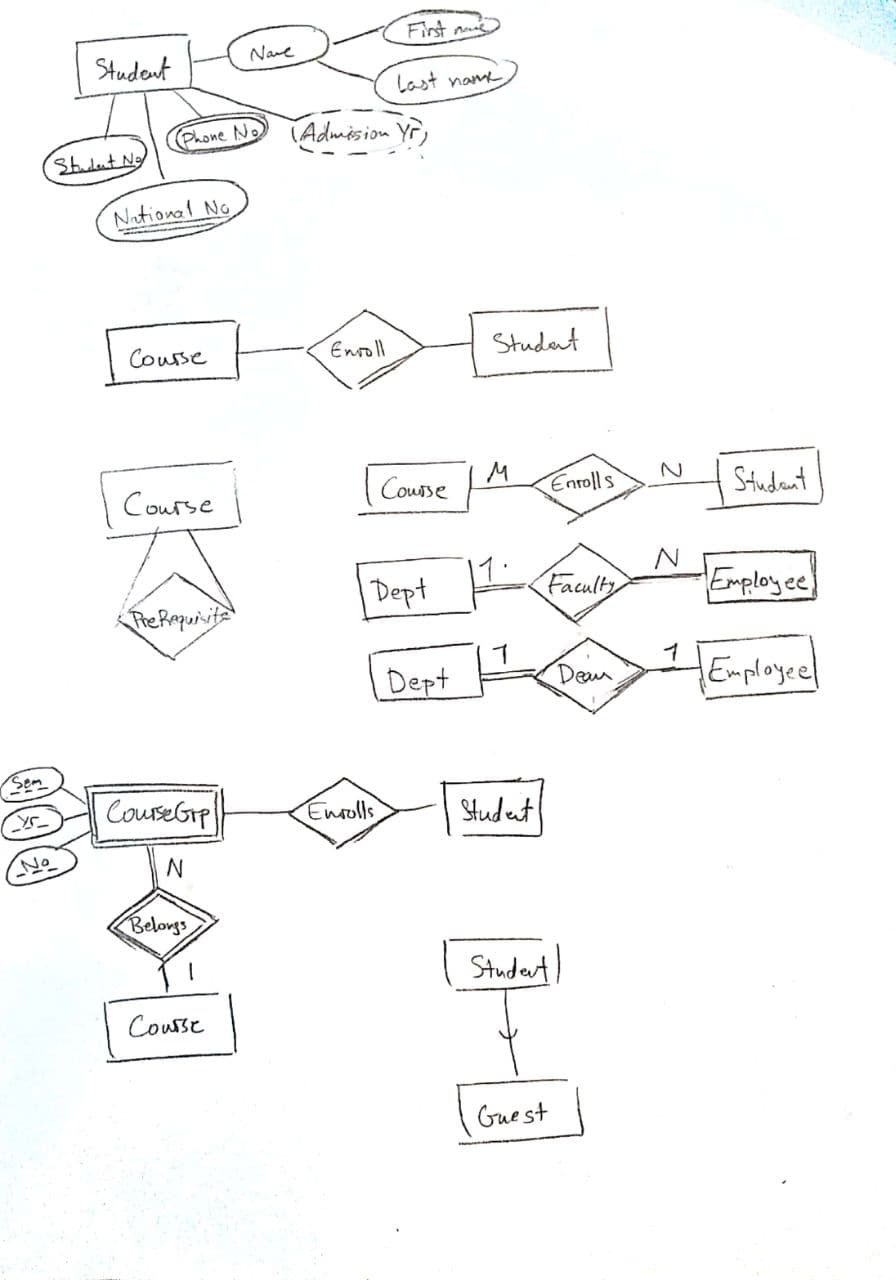 Student
Name
First name
Last name
Student No
National No
Phone No
Admision Yr
Course
Enroll
Student
Course
PreRequisite
Course
M
Enrolls
N
Student
Dept
1
Faculty
N
Employee
Dept
1
Dean
1
Employee
Sem
Yr
No
CourseGrp
Enrolls
Student
N
Belongs
1
Course
Student
Guest